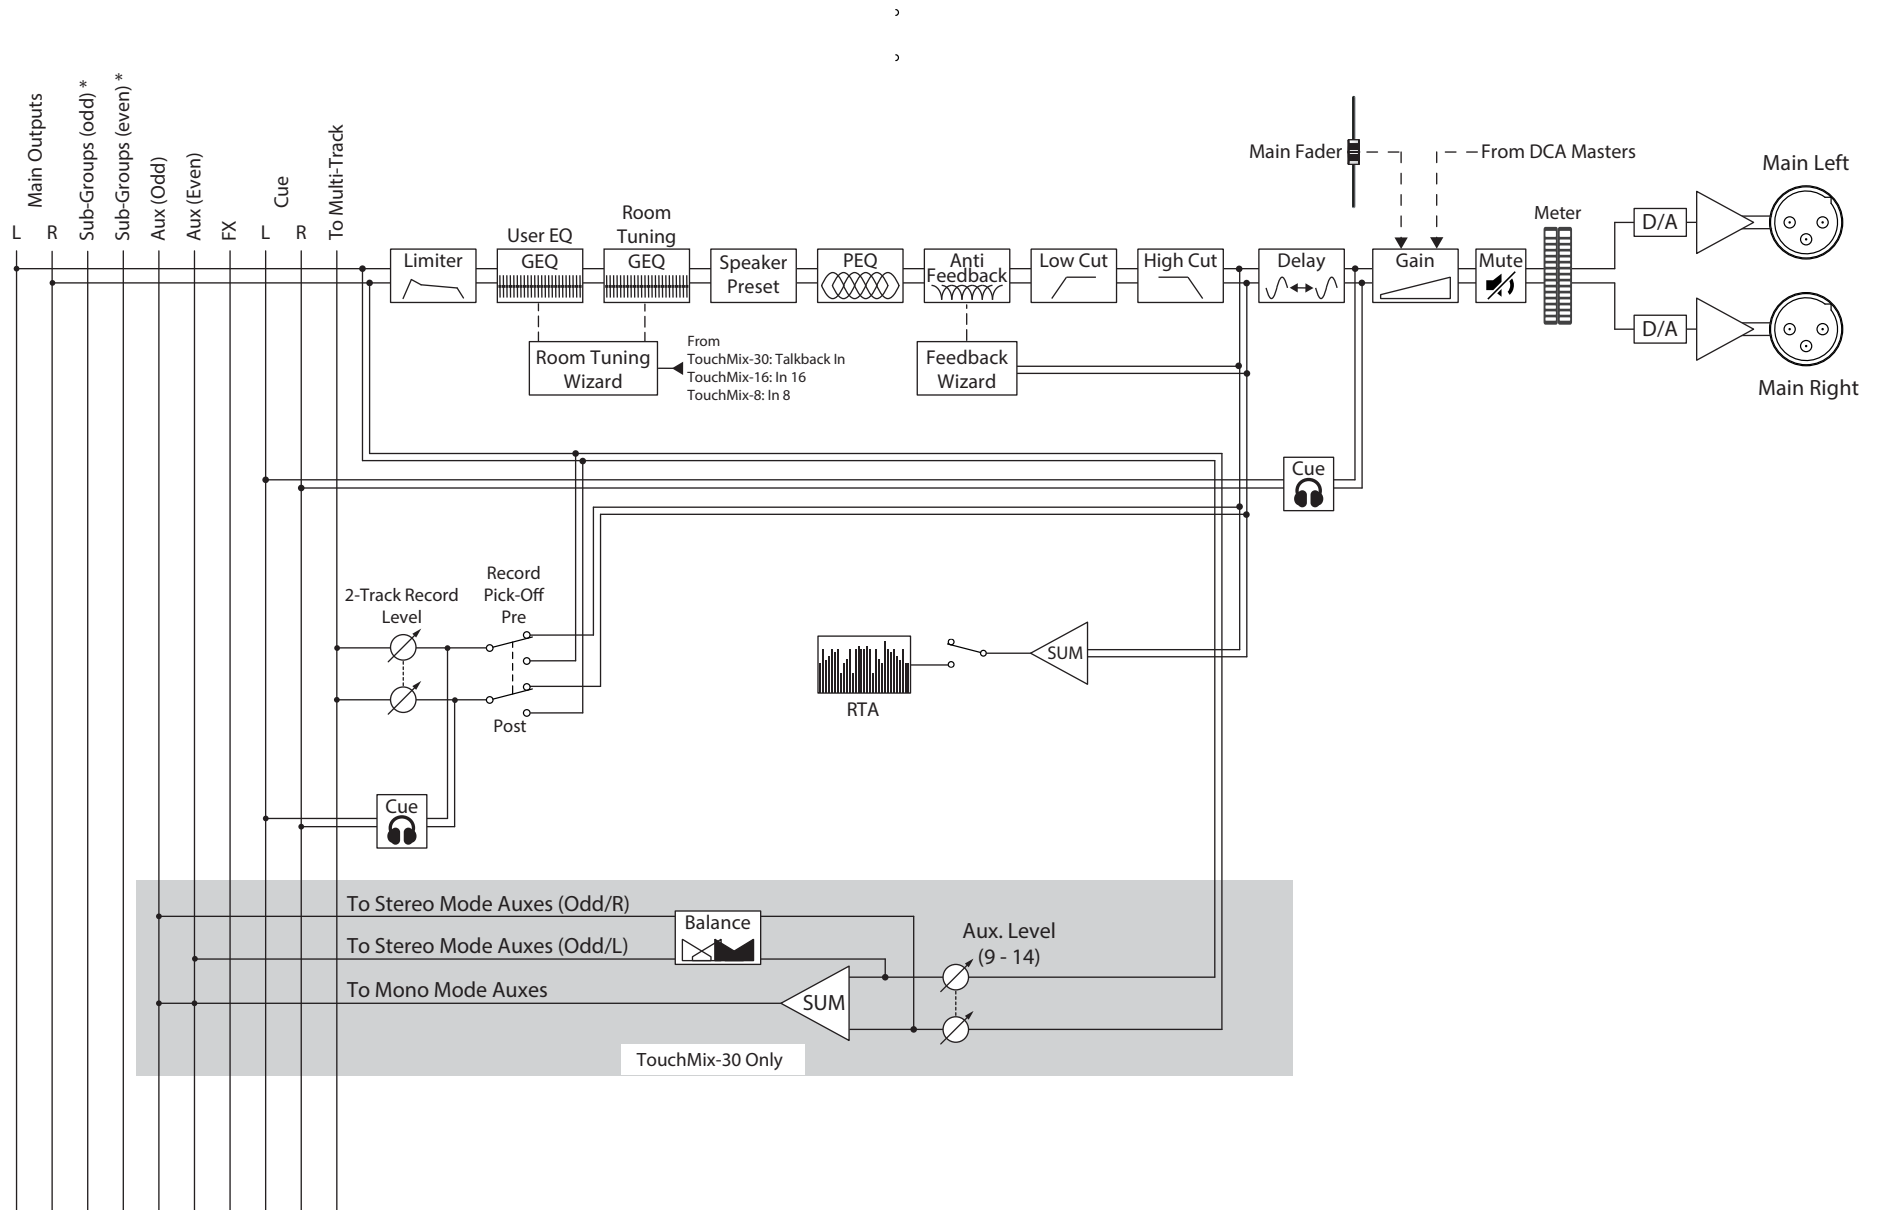 Main Outputs
L
R
Sub-Groups (odd) *
Sub-Groups (even) *
Aux (Odd)
Aux (Even)
FX
Cue
L
R
To Multi-Track
Limiter
User EQ
GEQ
Room
Tuning
GEQ
Speaker
Preset
PEQ
Anti
Feedback
Low Cut
High Cut
Delay
Main Fader
From DCA Masters
Gain
Mute
Meter
D/A
Main Left
D/A
Main Right
Room Tuning
Wizard
From
TouchMix-30: Talkback In
TouchMix-16: In 16
TouchMix-8: In 8
Feedback
Wizard
Cue
2-Track Record
Level
Record
Pick-Off
Pre
Post
RTA
SUM
Cue
To Stereo Mode Auxes (Odd/R)
To Stereo Mode Auxes (Odd/L)
To Mono Mode Auxes
Balance
SUM
Aux. Level
(9 - 14)
TouchMix-30 Only